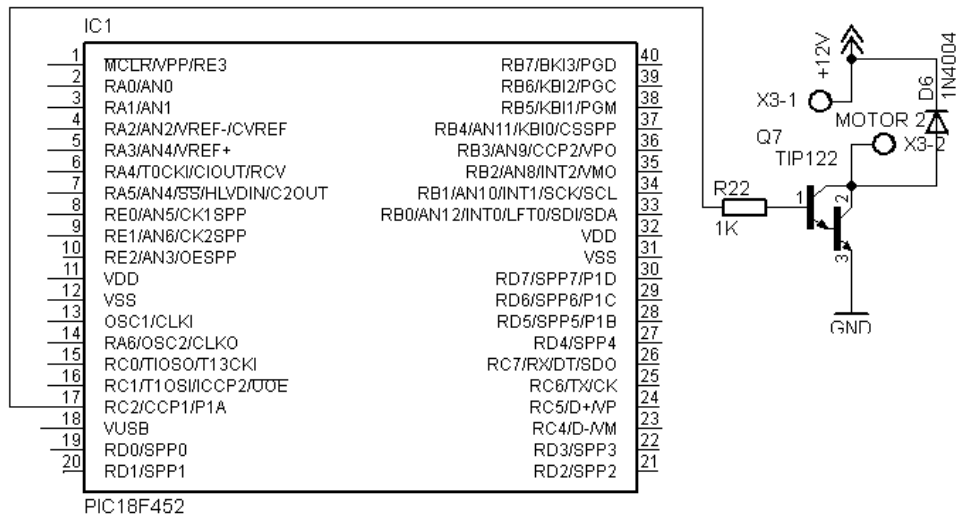 IC1
1 MCLR/VPP/RE3
2 RA0/AN0
3 RA1/AN1
4 RA2/AN2/VREF-/CVREF
5 RA3/AN4/VREF+
6 RA4/T0CKI/CIOUT/RCV
7 RA5/AN4/SS/HLVDIN/C2OUT
8 RE0/AN5/CK1SPP
9 RE1/AN6/CK2SPP
10 RE2/AN3/OESPP
11 VDD
12 VSS
13 OSC1/CLKI
14 RA6/OSC2/CLKO
15 RC0/TIOSO/T13CKI
16 RC1/T1OSI/ICCP2/UOE
17 RC2/CCP1/P1A
18 VUSB
19 RD0/SPP0
20 RD1/SPP1
RB7/BKI3/PGD 40
RB6/KBI2/PGC 39
RB5/KBI1/PGM 38
RB4/AN11/KBI0/CSSPP 37
RB3/AN9/CCP2/VPO 36
RB2/AN8/INT2/VMO 35
RB1/AN10/INT1/SCK/SCL 34
RB0/AN12/INT0/LFT0/SDI/SDA 33
VDD 32
VSS 31
RD7/SPP7/P1D 30
RD6/SPP6/P1C 29
RD5/SPP5/P1B 28
RD4/SPP4 27
RC7/RX/DT/SDO 26
RC6/TX/CK 25
RC5/D+/VP 24
RC4/D-/VM 23
RD3/SPP3 22
RD2/SPP2 21
PIC18F452
R22
1K
+12V
X3-1
D6
1N4004
MOTOR 2
X3-2
Q7
TIP122
1
2
3
GND